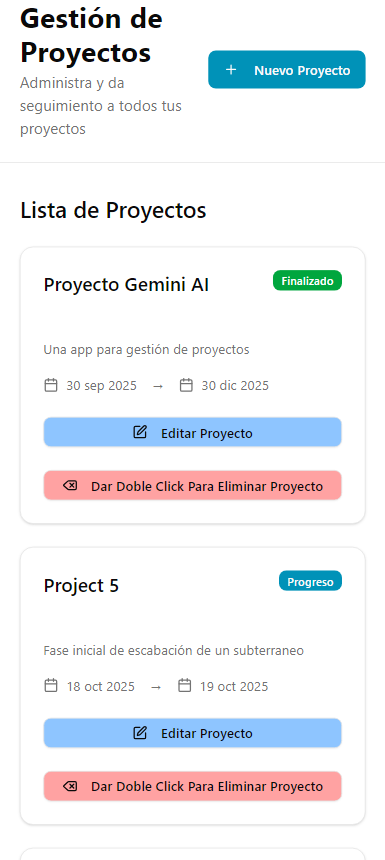 Gestión de
Proyectos
Administra y da
seguimiento a todos tus
proyectos
Nuevo Proyecto
Lista de Proyectos
Proyecto Gemini AI
Finalizado
Una app para gestión de proyectos
30 sep 2025 → 30 dic 2025
Editar Proyecto
Dar Doble Click Para Eliminar Proyecto
Project 5
Progreso
Fase inicial de escabación de un subterraneo
18 oct 2025 → 19 oct 2025
Editar Proyecto
Dar Doble Click Para Eliminar Proyecto